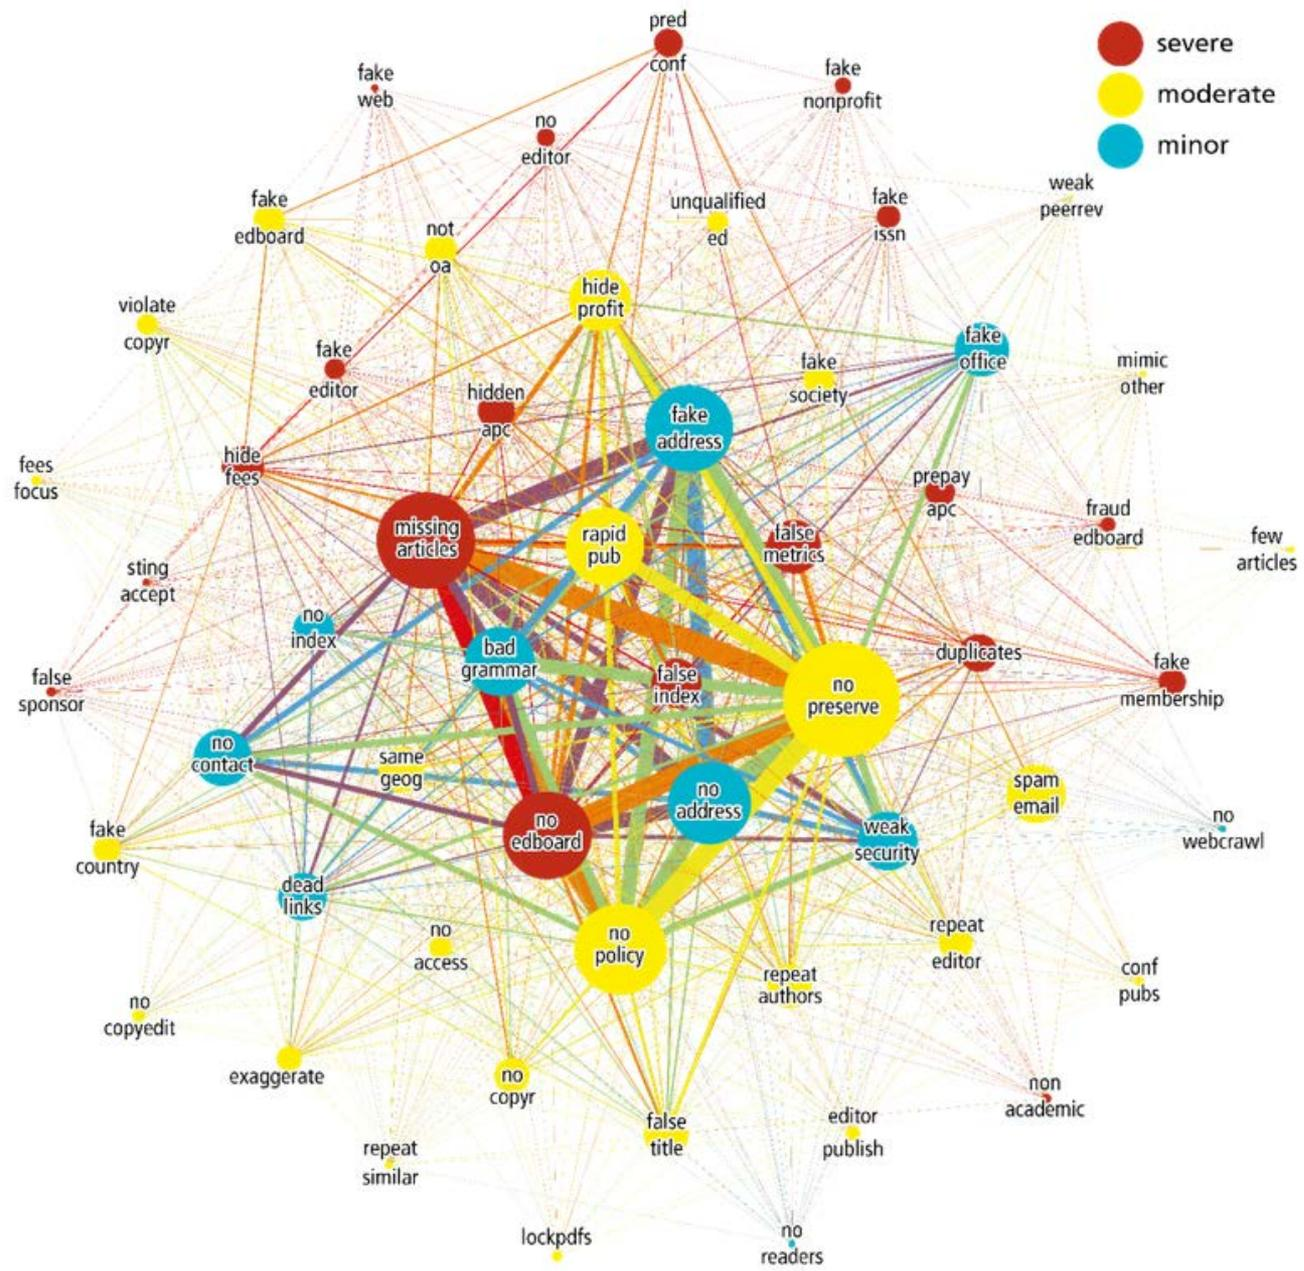 pred
conf
severe
moderate
minor
fake
web
fake
nonprofit
no
editor
weak
peerrev
fake
edboard
unqualified
ed
fake
issn
not
oa
hide
profit
violate
copyr
fake
office
fake
editor
fake
society
mimic
other
hidden
apc
fake
address
hide
fees
fees
focus
prepay
apc
missing
articles
rapid
pub
false
metrics
fraud
edboard
few
articles
sting
accept
no
index
bad
grammar
duplicates
false
sponsor
false
index
no
preserve
fake
membership
no
contact
same
geog
no
address
spam
email
no
edboard
weak
security
no
webcrawl
fake
country
dead
links
no
access
no
policy
repeat
editor
repeat
authors
conf
pubs
no
copyedit
exaggerate
no
copyr
non
academic
false
title
editor
publish
repeat
similar
lockpdfs
no
readers